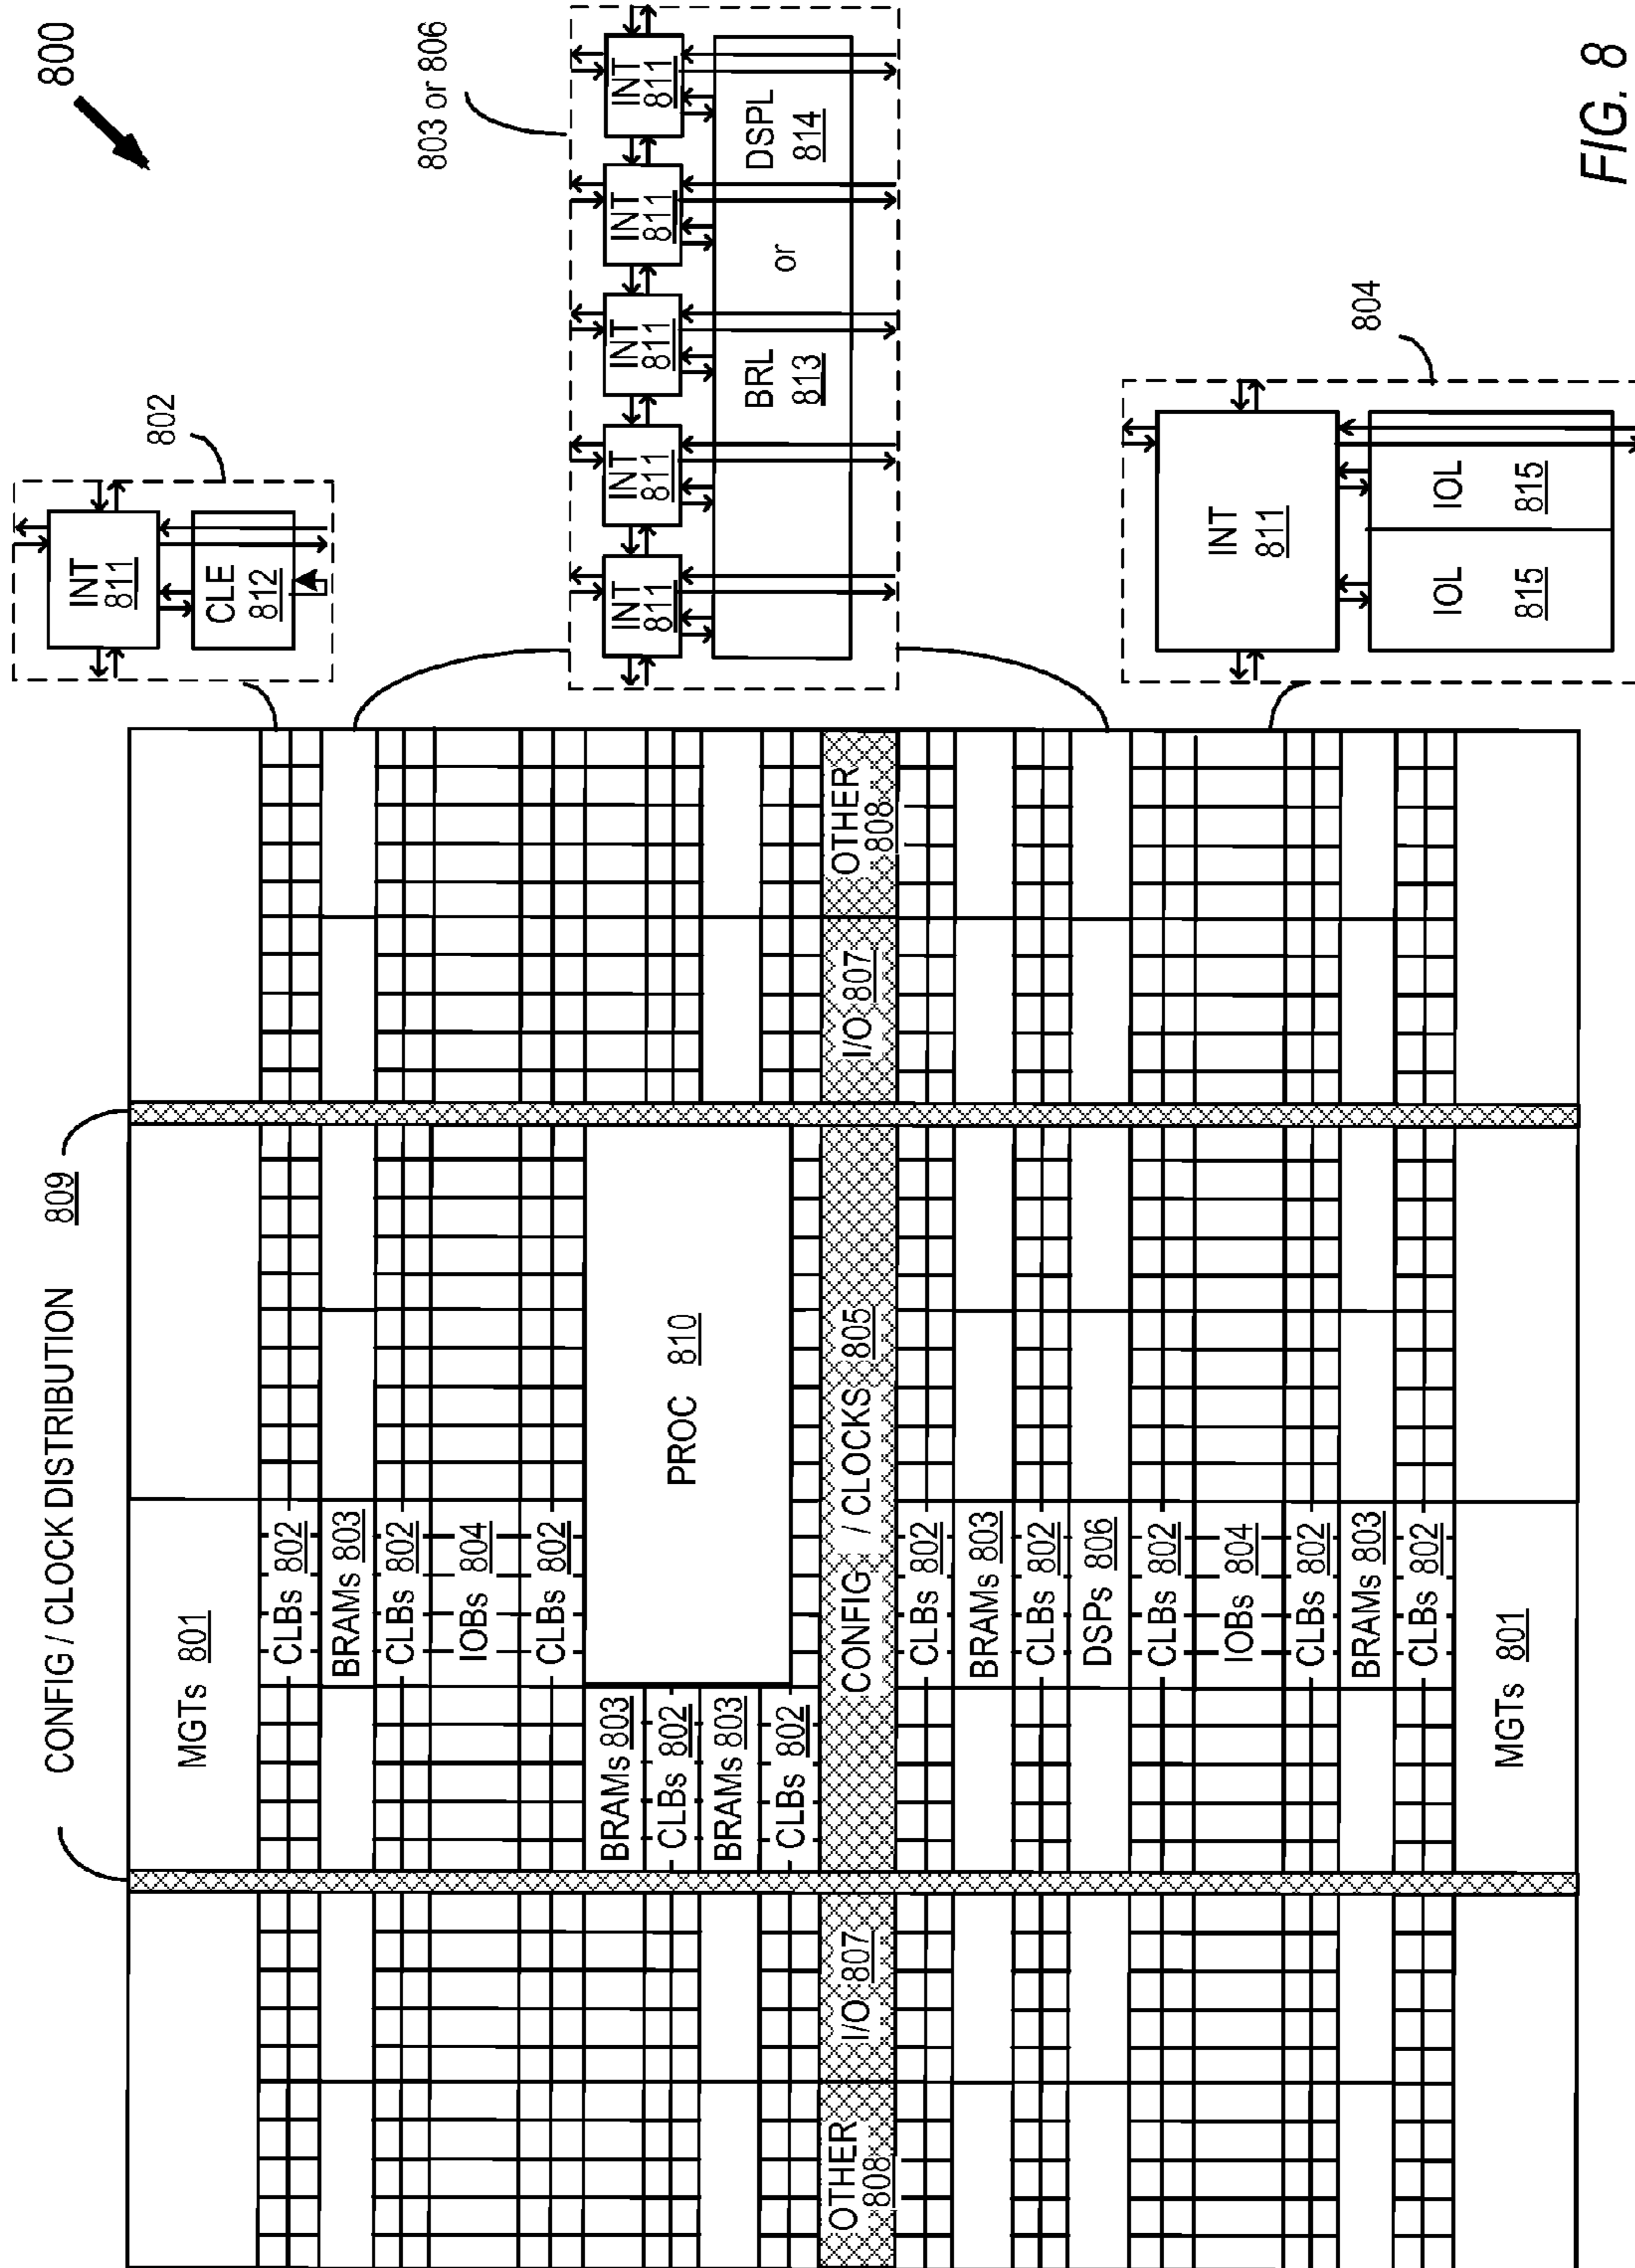 800
CONFIG / CLOCK DISTRIBUTION 809
MGTs 801
CLBs 802
BRAMs 803
CLBs 802
IOBs 804
CLBs 802
BRAMs 803
CLBs 802
BRAMs 803
CLBs 802
PROC 810
OTHER
808
I/O 807
CONFIG / CLOCKS 805
I/O 807
OTHER
808
CLBs 802
BRAMs 803
CLBs 802
DSPs 806
CLBs 802
IOBs 804
CLBs 802
BRAMs 803
CLBs 802
MGTs 801
802
INT
811
CLE
812
803 or 806
INT
811
INT
811
INT
811
INT
811
INT
811
BRL
813
or
DSPL
814
804
INT
811
IOL
815
IOL
815
FIG. 8